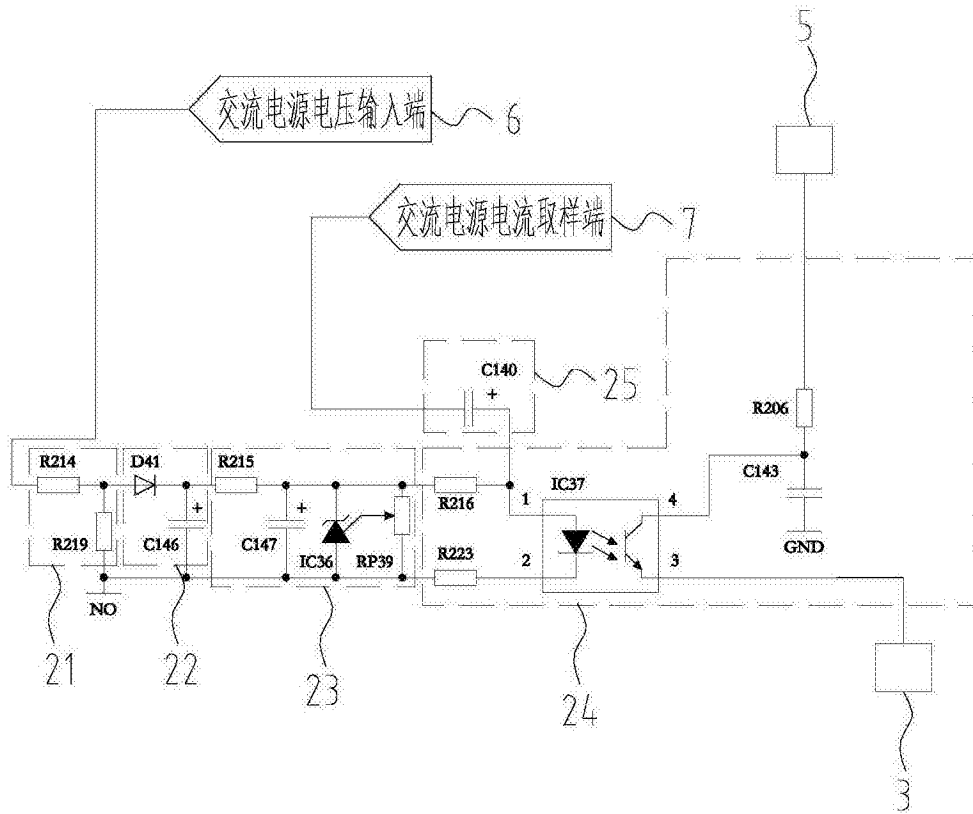 5
交流电源电压输入端
6
交流电源电流取样端
7
C140
+
25
R206
R214
D41
R215
C143
R216
1
IC37
4
+
+
R219
C146
C147
IC36
RP39
R223
2
3
GND
NO
21
22
23
24
3